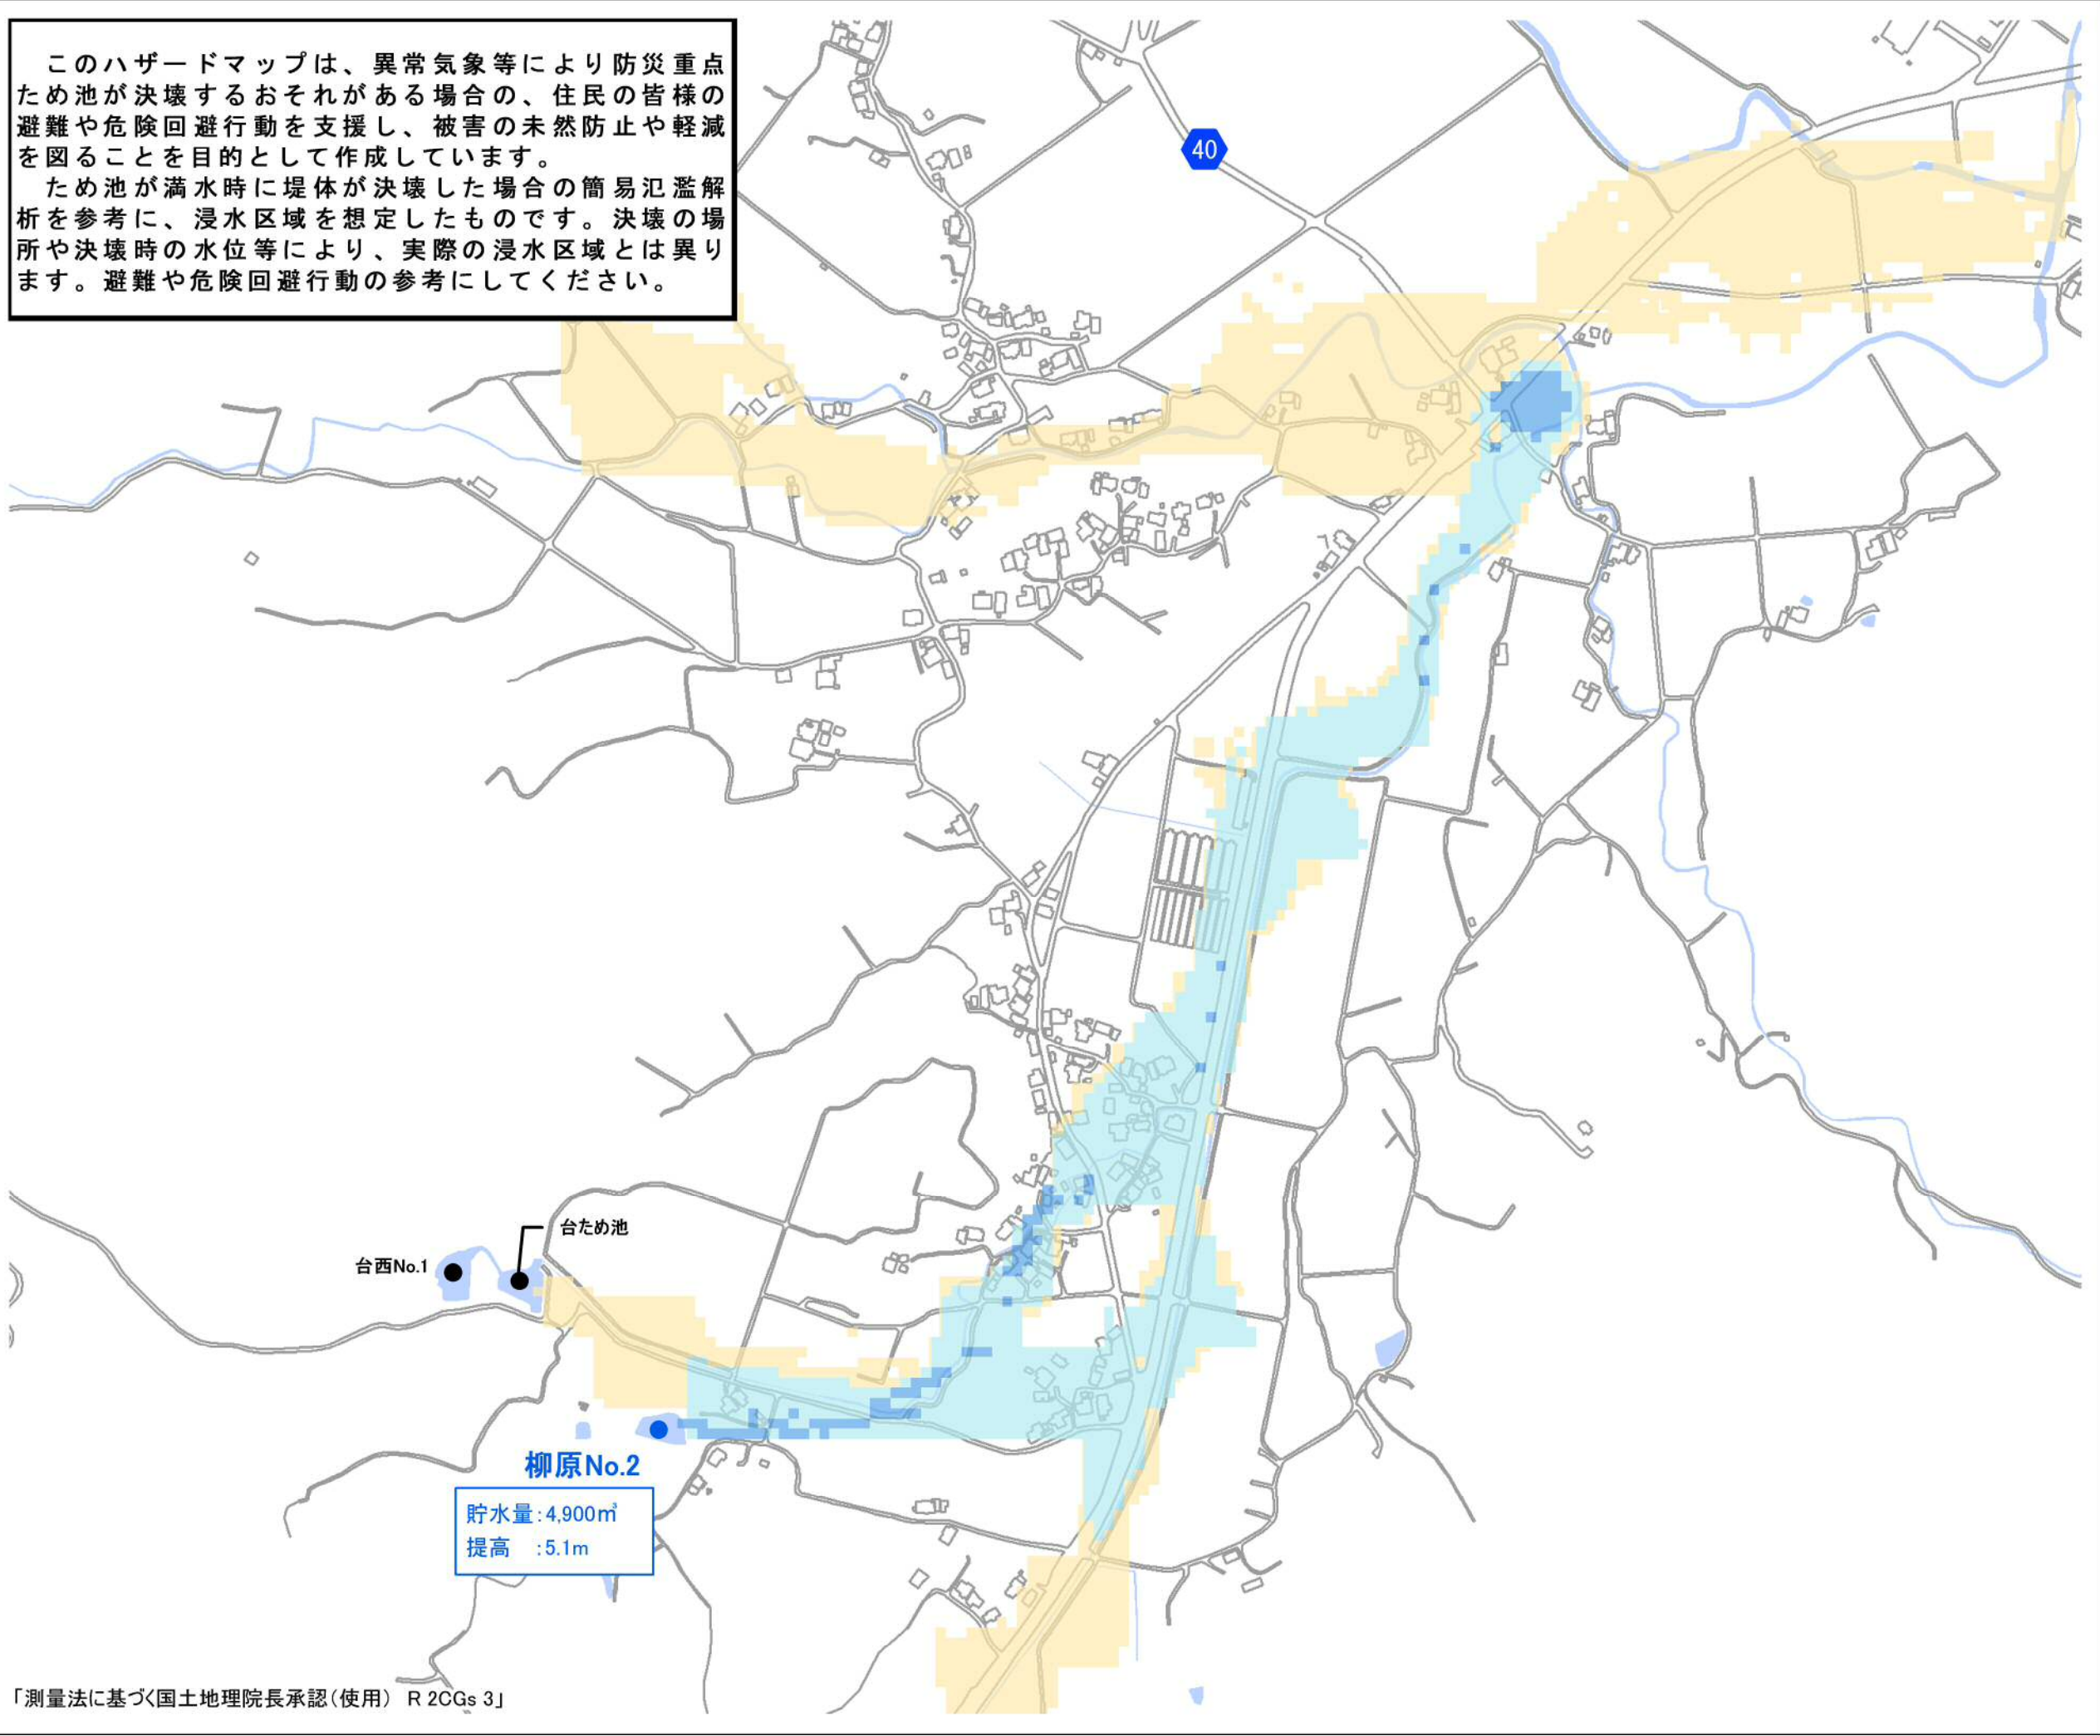 このハザードマップは、異常気象等により防災重点
ため池が決壊するおそれがある場合の、住民の皆様の
避難や危険回避行動を支援し、被害の未然防止や軽減
を図ることを目的として作成しています。
ため池が満水時に堤体が決壊した場合の簡易氾濫解
析を参考に、浸水区域を想定したものです。決壊の場
所や決壊時の水位等により、実際の浸水区域とは異り
ます。避難や危険回避行動の参考にしてください。
40
台ため池
台西No.1
柳原No.2
貯水量:4,900㎥
提高 :5.1m
「測量法に基づく国土地理院長承認(使用) R 2CGs 3」